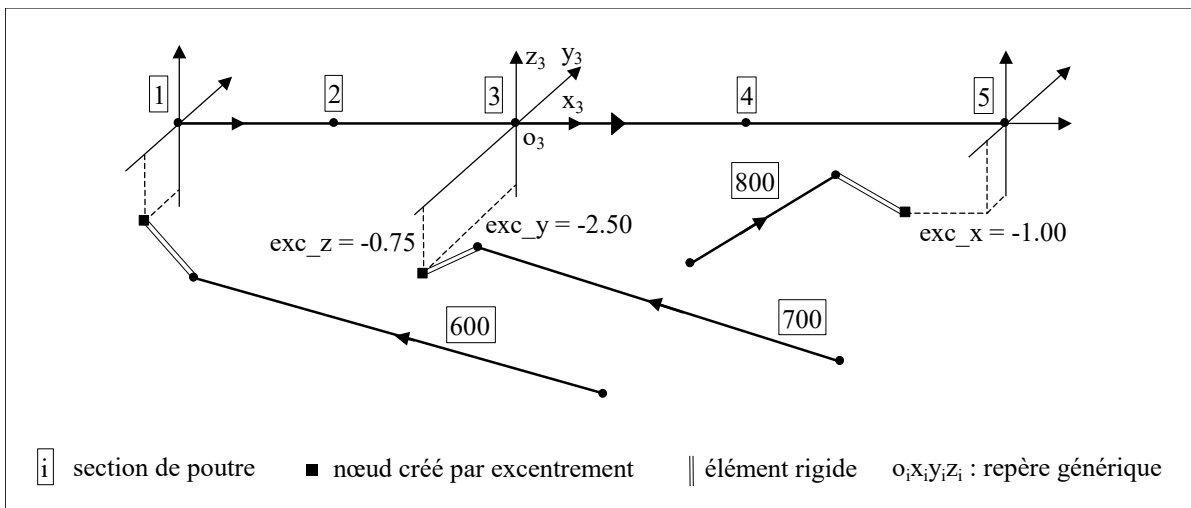 z₃ y₃
1 2 3 x₃ 4 5
o₃
800
exc_z = -0.75 exc_y = -2.50 exc_x = -1.00
600 700
i section de poutre ■ nœud créé par excentrement || élément rigide oᵢxᵢyᵢzᵢ : repère générique